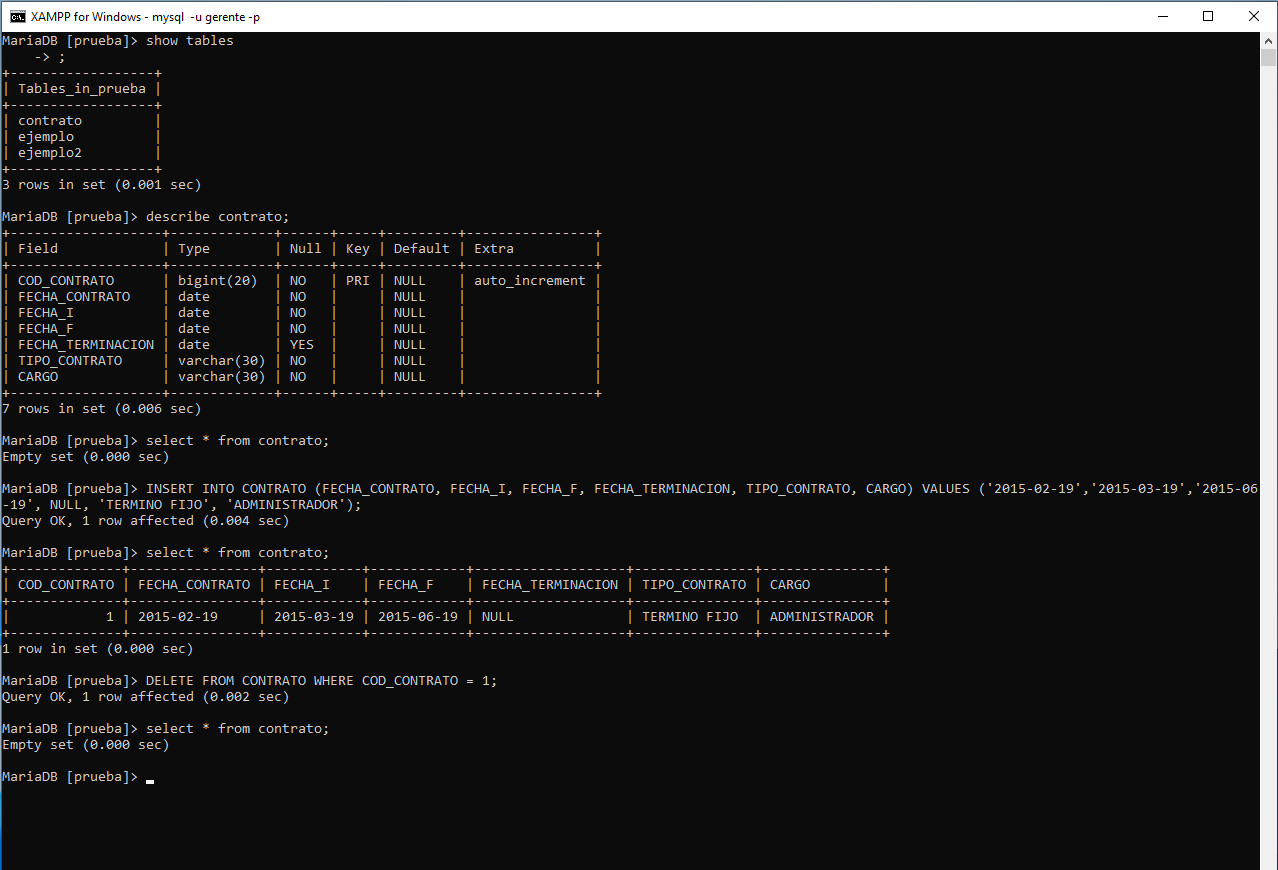 XAMPP for Windows - mysql  -u gerente -p
MariaDB [prueba]> show tables
    -> ;
+------------------+
| Tables_in_prueba |
+------------------+
| contrato         |
| ejemplo          |
| ejemplo2         |
+------------------+
3 rows in set (0.001 sec)

MariaDB [prueba]> describe contrato;
+-------------------+-------------+------+-----+---------+----------------+
| Field             | Type        | Null | Key | Default | Extra          |
+-------------------+-------------+------+-----+---------+----------------+
| COD_CONTRATO      | bigint(20)  | NO   | PRI | NULL    | auto_increment |
| FECHA_CONTRATO    | date        | NO   |     | NULL    |                |
| FECHA_I           | date        | NO   |     | NULL    |                |
| FECHA_F           | date        | NO   |     | NULL    |                |
| FECHA_TERMINACION | date        | YES  |     | NULL    |                |
| TIPO_CONTRATO     | varchar(30) | NO   |     | NULL    |                |
| CARGO             | varchar(30) | NO   |     | NULL    |                |
+-------------------+-------------+------+-----+---------+----------------+
7 rows in set (0.006 sec)

MariaDB [prueba]> select * from contrato;
Empty set (0.000 sec)

MariaDB [prueba]> INSERT INTO CONTRATO (FECHA_CONTRATO, FECHA_I, FECHA_F, FECHA_TERMINACION, TIPO_CONTRATO, CARGO) VALUES ('2015-02-19','2015-03-19','2015-06
-19', NULL, 'TERMINO FIJO', 'ADMINISTRADOR');
Query OK, 1 row affected (0.004 sec)

MariaDB [prueba]> select * from contrato;
+--------------+----------------+------------+------------+-------------------+---------------+---------------+
| COD_CONTRATO | FECHA_CONTRATO | FECHA_I    | FECHA_F    | FECHA_TERMINACION | TIPO_CONTRATO | CARGO         |
+--------------+----------------+------------+------------+-------------------+---------------+---------------+
|            1 | 2015-02-19     | 2015-03-19 | 2015-06-19 | NULL              | TERMINO FIJO  | ADMINISTRADOR |
+--------------+----------------+------------+------------+-------------------+---------------+---------------+
1 row in set (0.000 sec)

MariaDB [prueba]> DELETE FROM CONTRATO WHERE COD_CONTRATO = 1;
Query OK, 1 row affected (0.002 sec)

MariaDB [prueba]> select * from contrato;
Empty set (0.000 sec)

MariaDB [prueba]> _